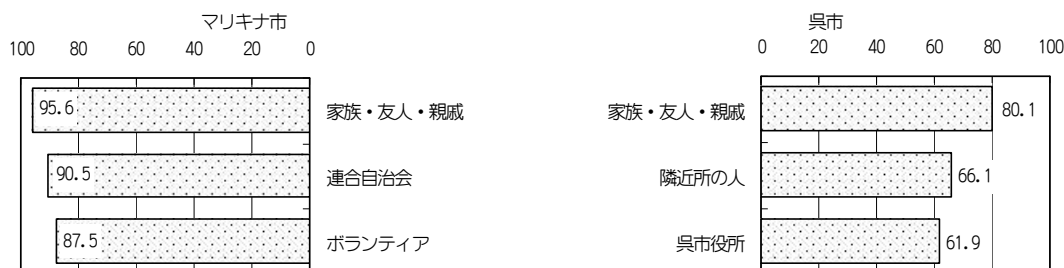 マリキナ市
100 80 60 40 20 0
95.6 家族・友人・親戚
90.5 連合自治会
87.5 ボランティア
呉市
0 20 40 60 80 100
家族・友人・親戚 80.1
隣近所の人 66.1
呉市役所 61.9